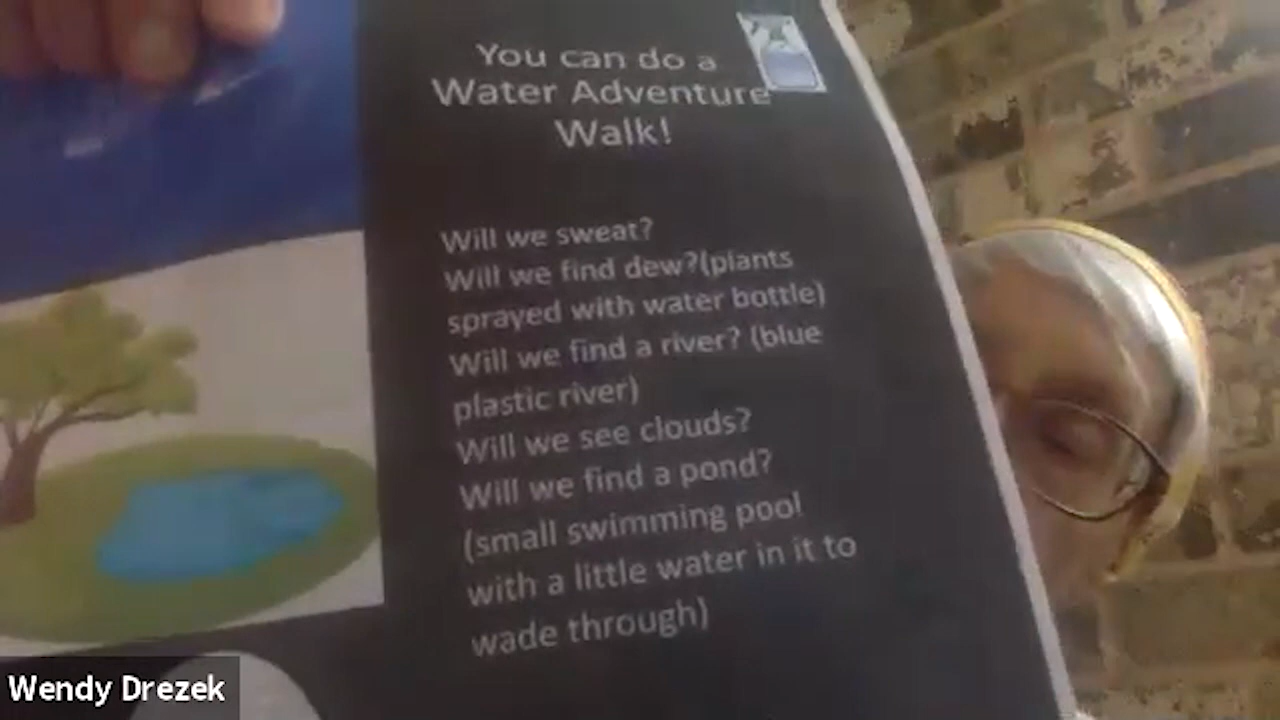 You can do a
Water Adventure
Walk!
Will we sweat?
Will we find dew?(plants
sprayed with water bottle)
Will we find a river? (blue
plastic river)
Will we see clouds?
Will we find a pond?
(small swimming pool
with a little water in it to
wade through)
Wendy Drezek